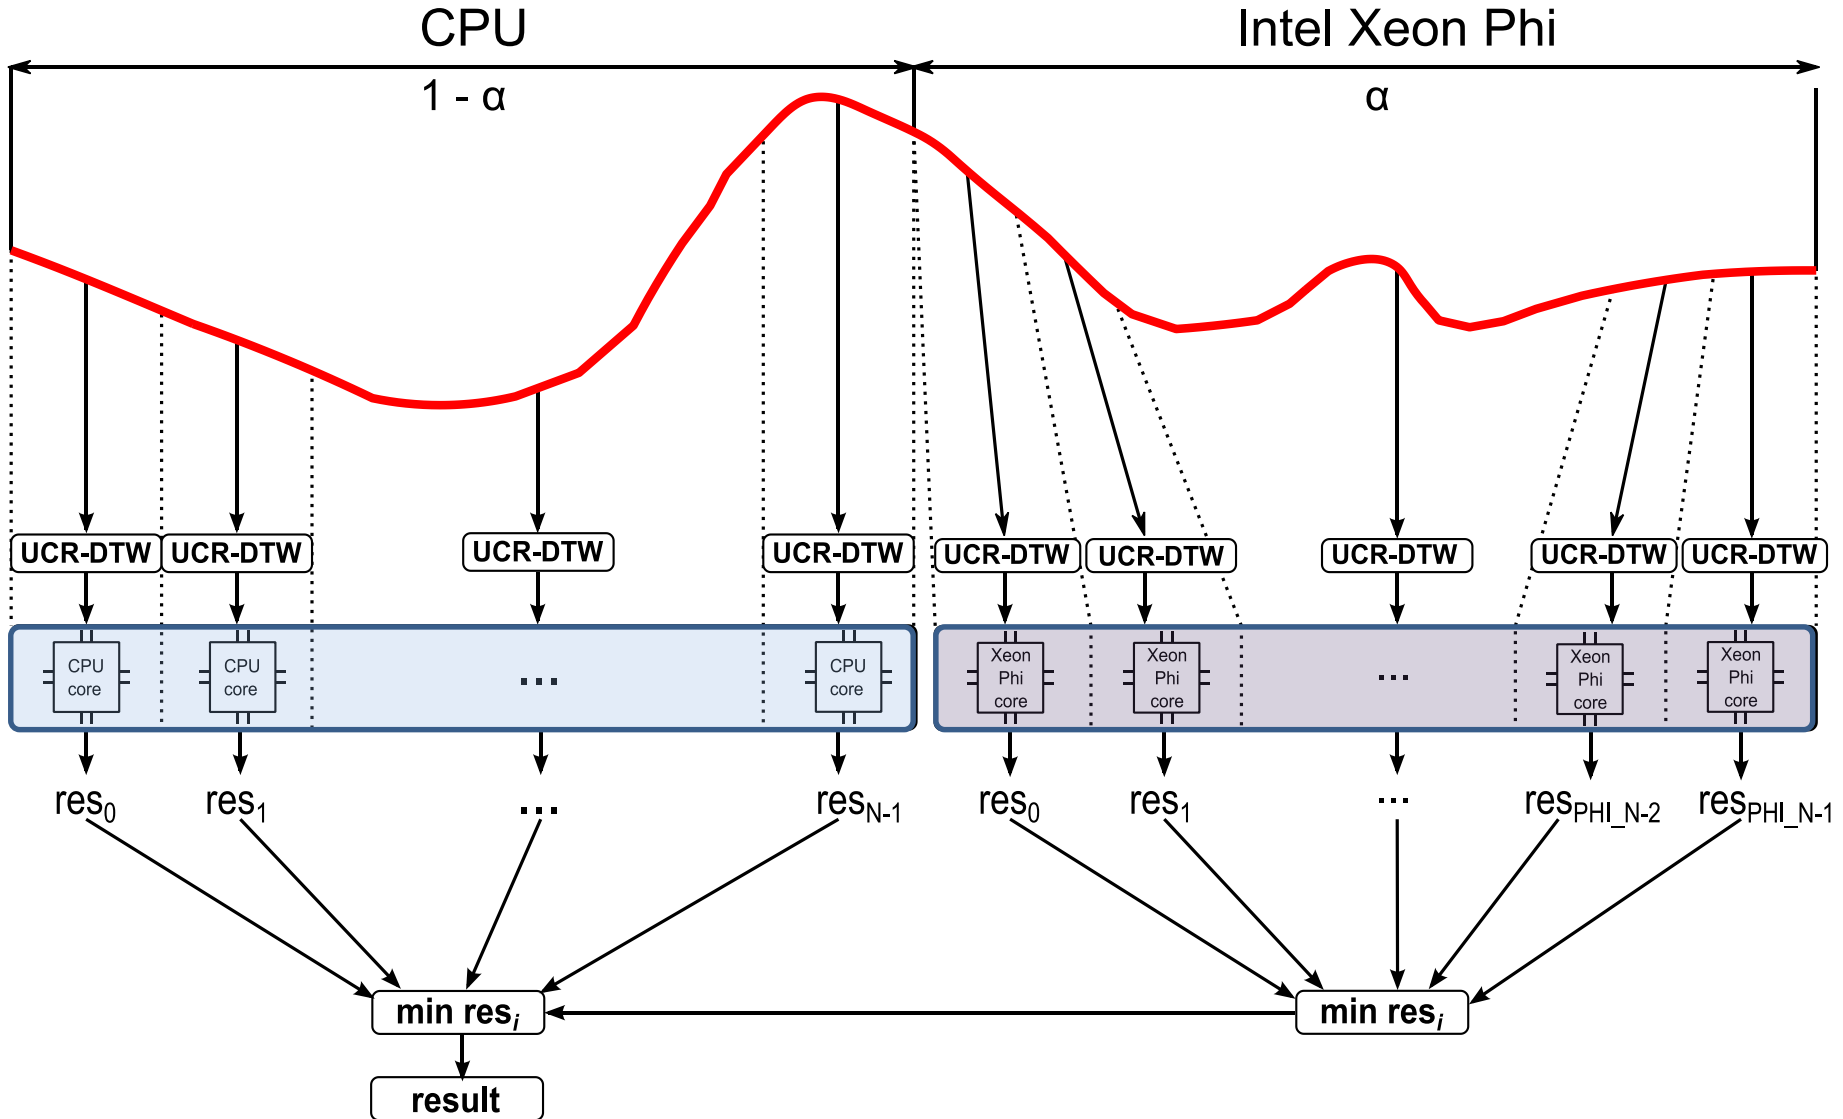 CPU Intel Xeon Phi
1 - α α
UCR-DTW UCR-DTW UCR-DTW UCR-DTW UCR-DTW UCR-DTW UCR-DTW UCR-DTW UCR-DTW
CPU core CPU core ... CPU core Xeon Phi core Xeon Phi core ... Xeon Phi core Xeon Phi core
res0 res1 ... resN-1 res0 res1 ... resPHI_N-2 resPHI_N-1
min resi min resi
result